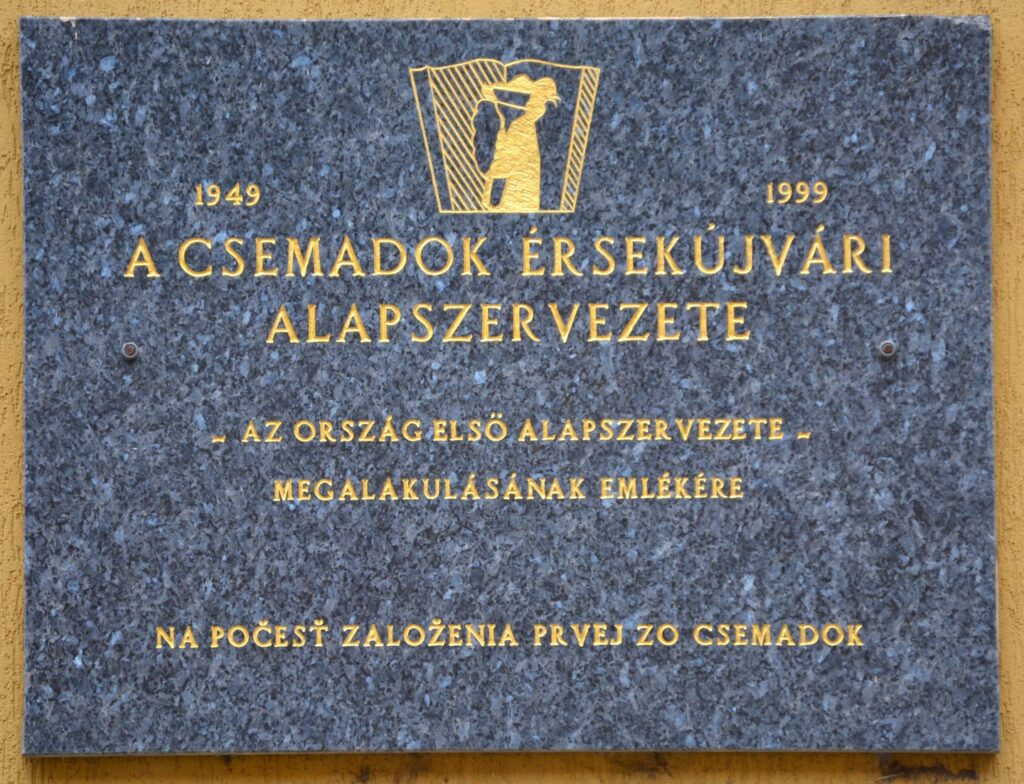 1949 1999
A CSEMADOK ÉRSEKÚJVÁRI
ALAPSZERVEZETE
- AZ ORSZÁG ELSŐ ALAPSZERVEZETE -
MEGALAKULÁSÁNAK EMLÉKÉRE
NA POČESŤ ZALOŽENIA PRVEJ ZO CSEMADOK